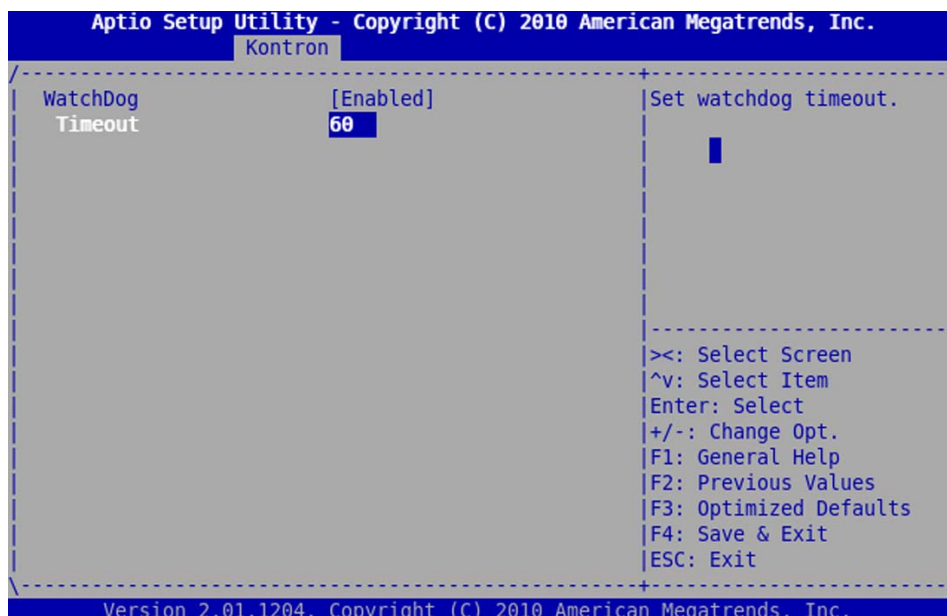 Aptio Setup Utility - Copyright (C) 2010 American Megatrends, Inc.
Kontron
WatchDog [Enabled]
Timeout 60
Set watchdog timeout.
><: Select Screen
^v: Select Item
Enter: Select
+/-: Change Opt.
F1: General Help
F2: Previous Values
F3: Optimized Defaults
F4: Save & Exit
ESC: Exit
Version 2.01.1204. Copyright (C) 2010 American Megatrends, Inc.